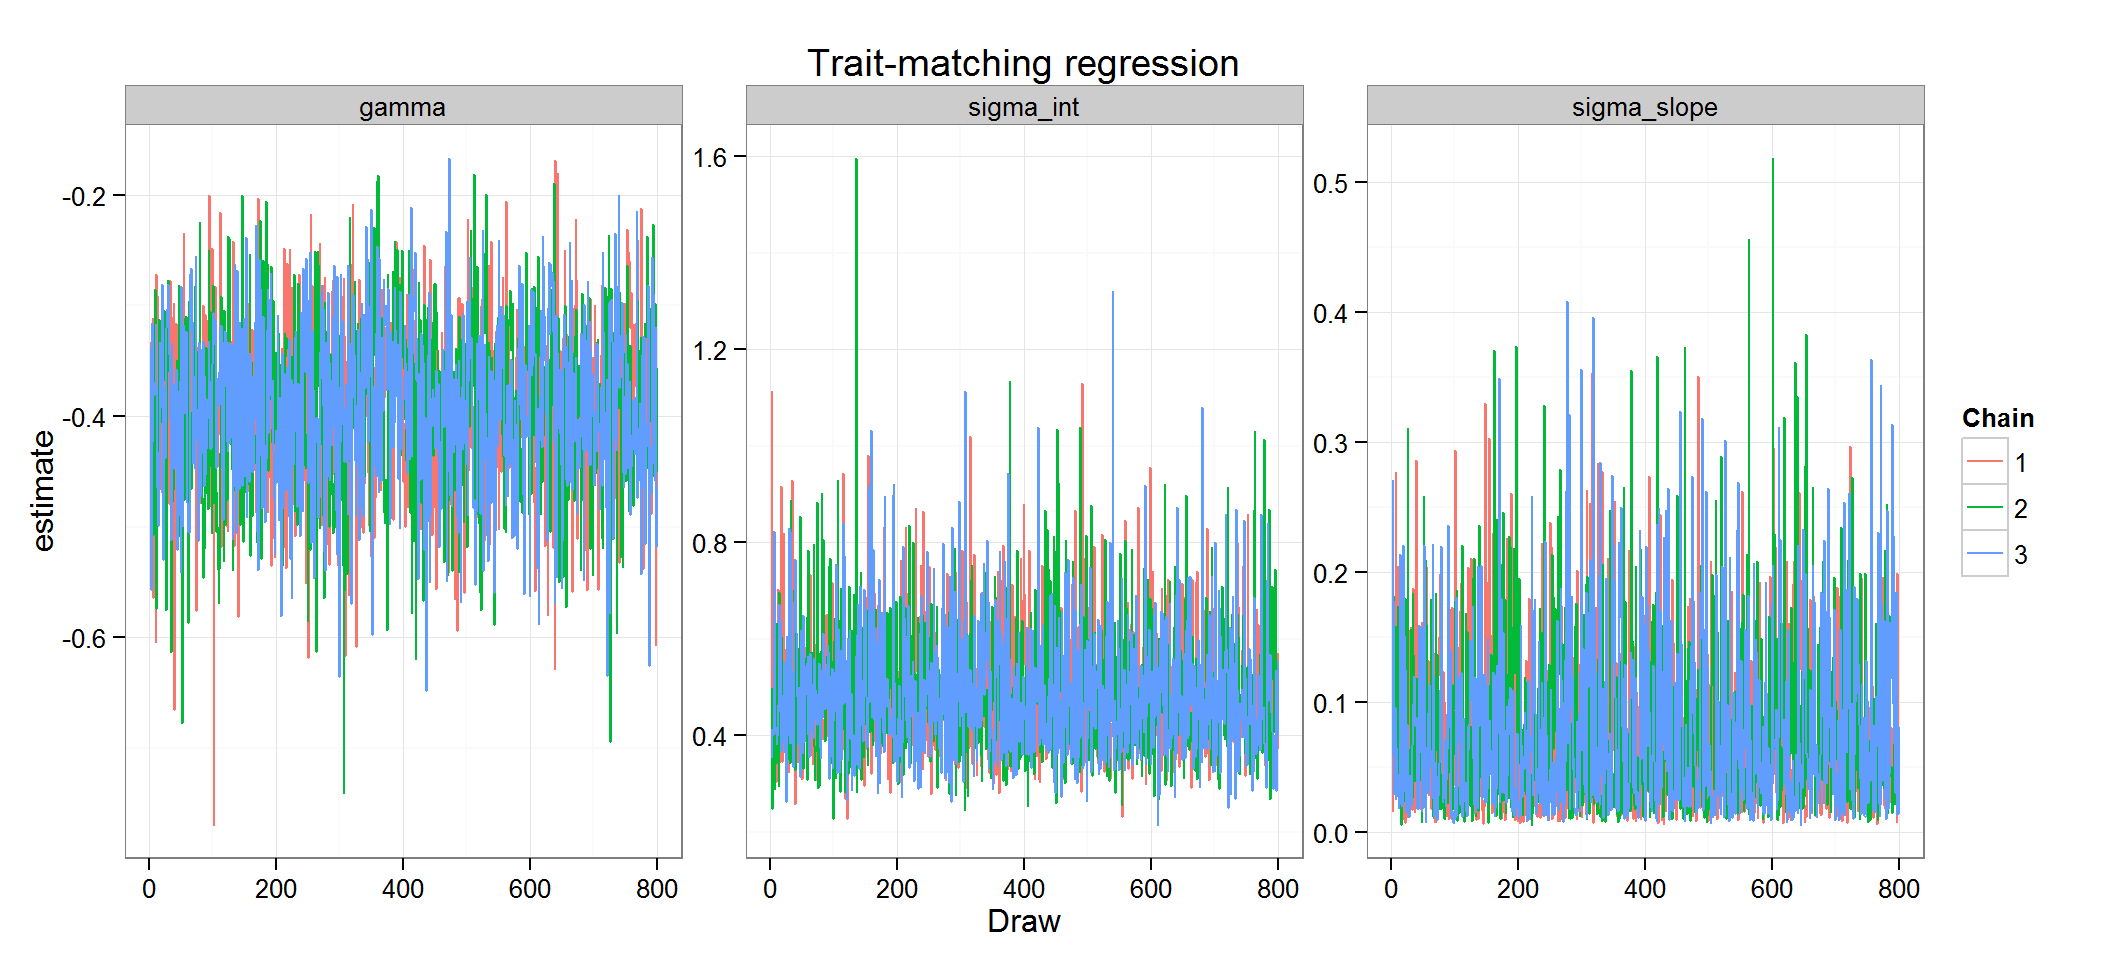 Trait-matching regression
gamma
sigma_int
sigma_slope
estimate
-0.2
-0.4
-0.6
1.6
1.2
0.8
0.4
0.5
0.4
0.3
0.2
0.1
0.0
0 200 400 600 800
0 200 400 600 800
0 200 400 600 800
Draw
Chain
1
2
3